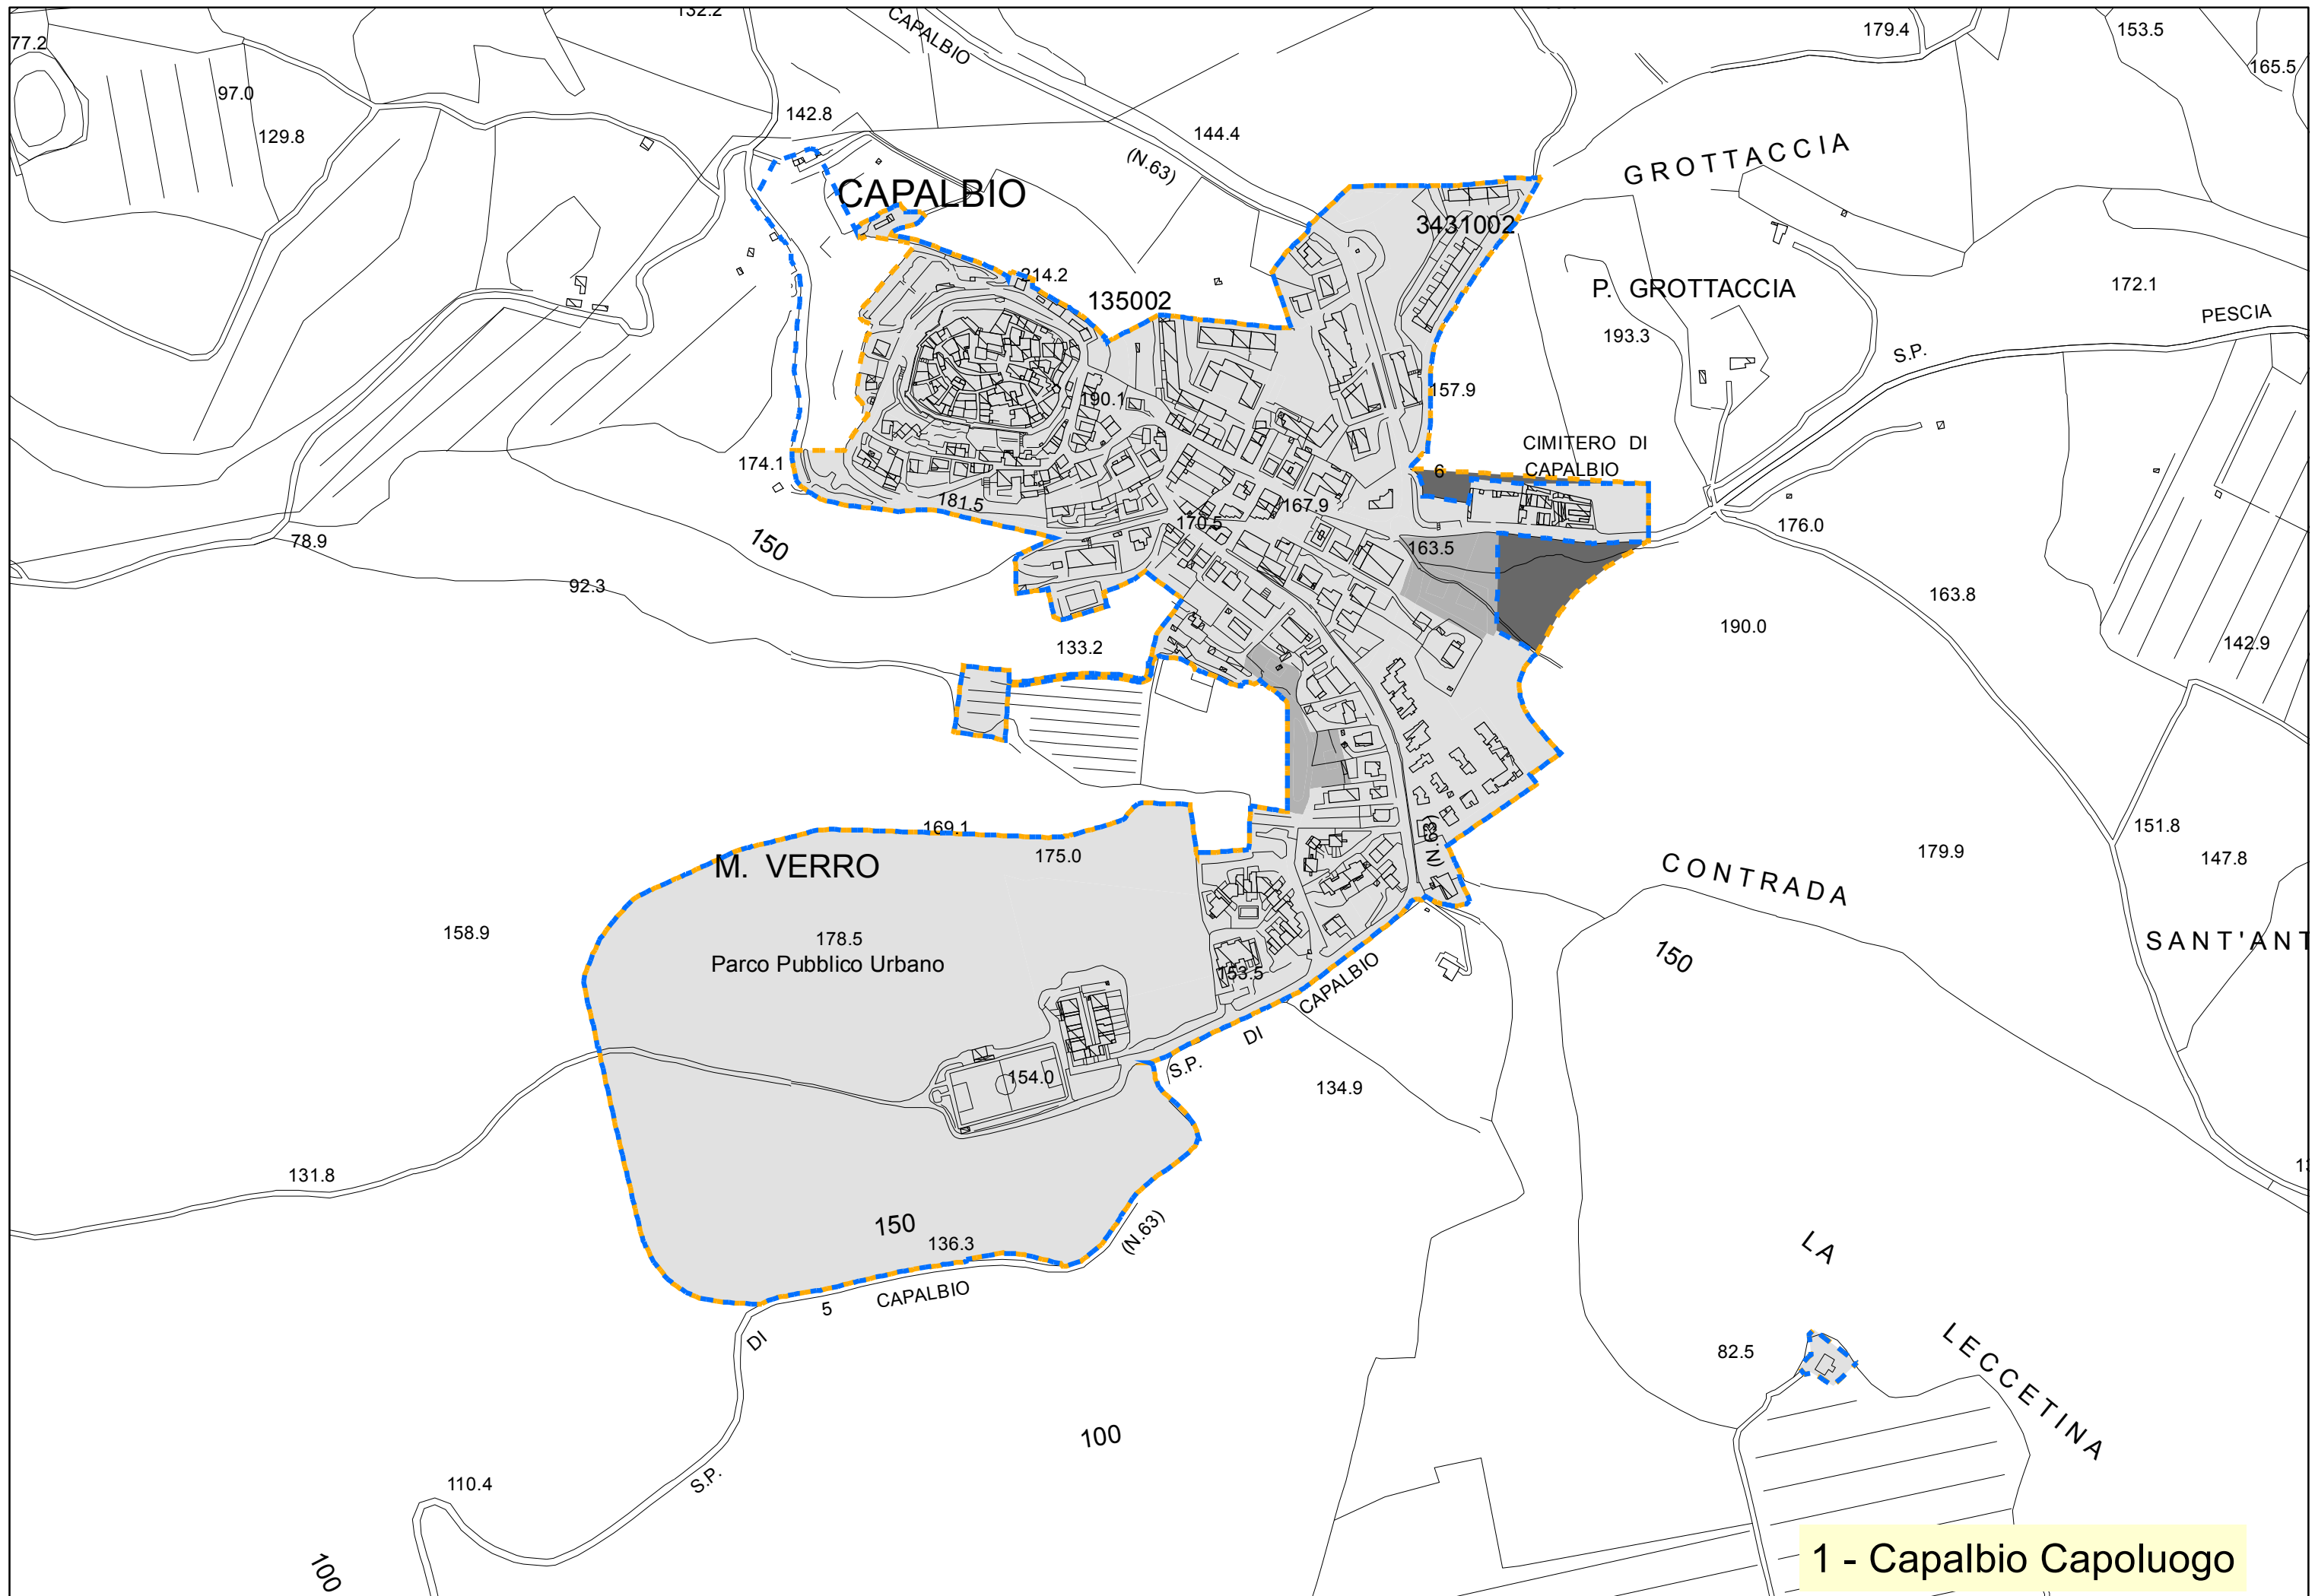 132.2
CAPALBIO
179.4
153.5
77.2
165.5
97.0
142.8
129.8
144.4
(N.63)
GROTTACCIA
CAPALBIO
3431002
214.2
135002
P. GROTTACCIA
172.1
PESCIA
193.3
S.P.
157.9
190.1
CIMITERO DI
CAPALBIO
174.1
6
181.5
167.9
170.5
176.0
78.9
150
163.5
92.3
163.8
190.0
133.2
142.9
169.1
175.0
(N.63)
151.8
147.8
M. VERRO
179.9
CONTRADA
158.9
178.5
150
SANT'ANT
Parco Pubblico Urbano
153.5
CAPALBIO
DI
S.P.
154.0
134.9
131.8
150
136.3
(N.63)
LA
CAPALBIO
5
DI
82.5
LECCETINA
100
110.4
S.P.
100
1 - Capalbio Capoluogo